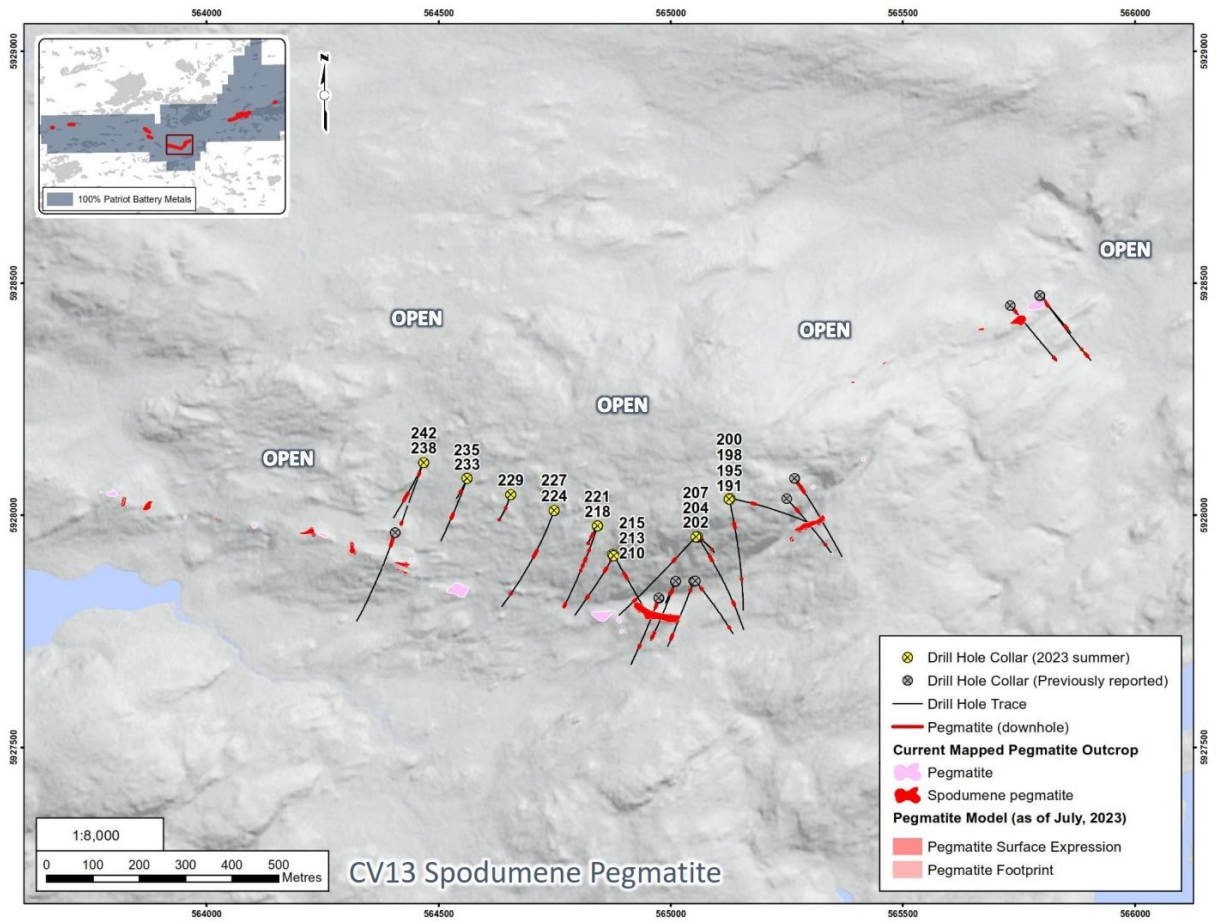 564000 564500 565000 565500 566000
5929000 5929000
N
100% Patriot Battery Metals
OPEN
5928500 5928500
OPEN
OPEN
OPEN
OPEN
242
238
235
233
229
227
224
221
218
215
213
210
207
204
202
200
198
195
191
5928000 5928000
5927500 5927500
Drill Hole Collar (2023 summer)
Drill Hole Collar (Previously reported)
Drill Hole Trace
Pegmatite (downhole)
Current Mapped Pegmatite Outcrop
Pegmatite
Spodumene pegmatite
Pegmatite Model (as of July, 2023)
Pegmatite Surface Expression
Pegmatite Footprint
1:8,000
0 100 200 300 400 500
Metres
CV13 Spodumene Pegmatite
564000 564500 565000 565500 566000